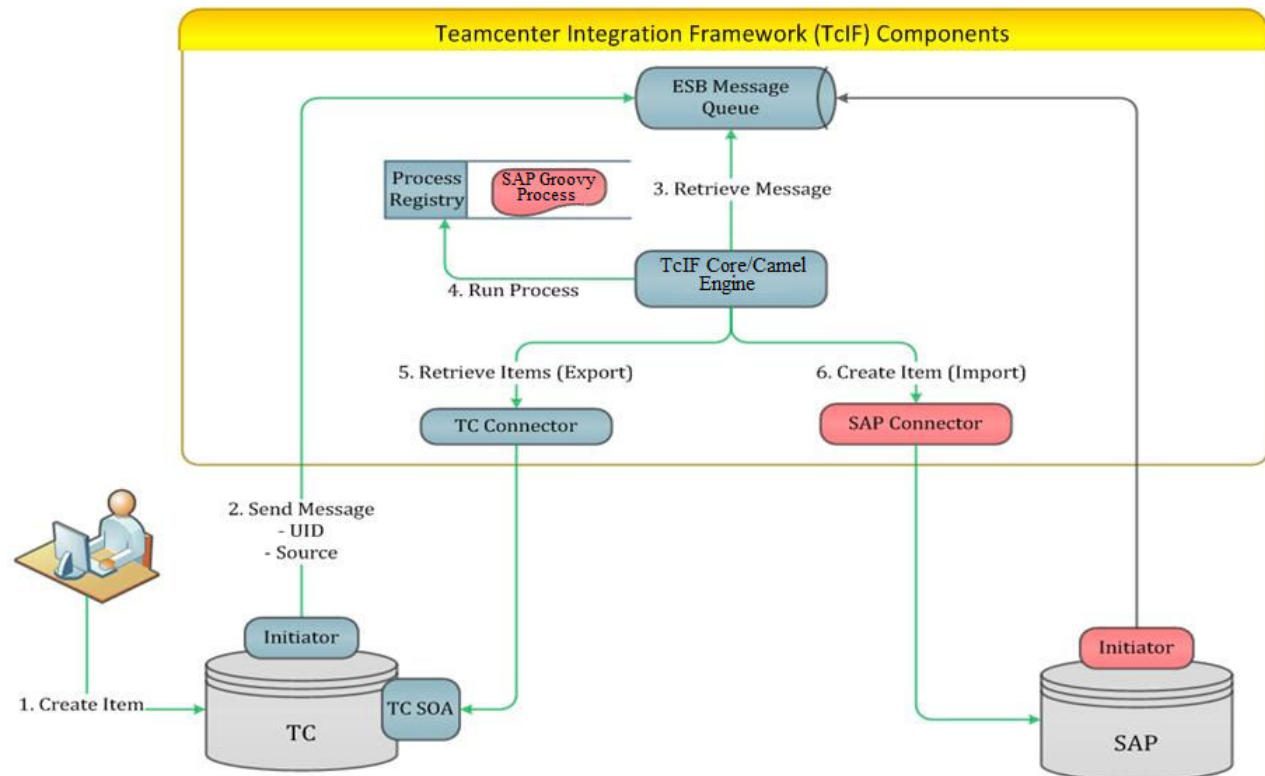 Teamcenter Integration Framework (TcIF) Components
ESB Message
Queue
Process
Registry
SAP Groovy
Process
3. Retrieve Message
TcIF Core/Camel
Engine
4. Run Process
5. Retrieve Items (Export)
6. Create Item (Import)
TC Connector
SAP Connector
2. Send Message
- UID
- Source
Initiator
Initiator
1. Create Item
TC SOA
TC
SAP